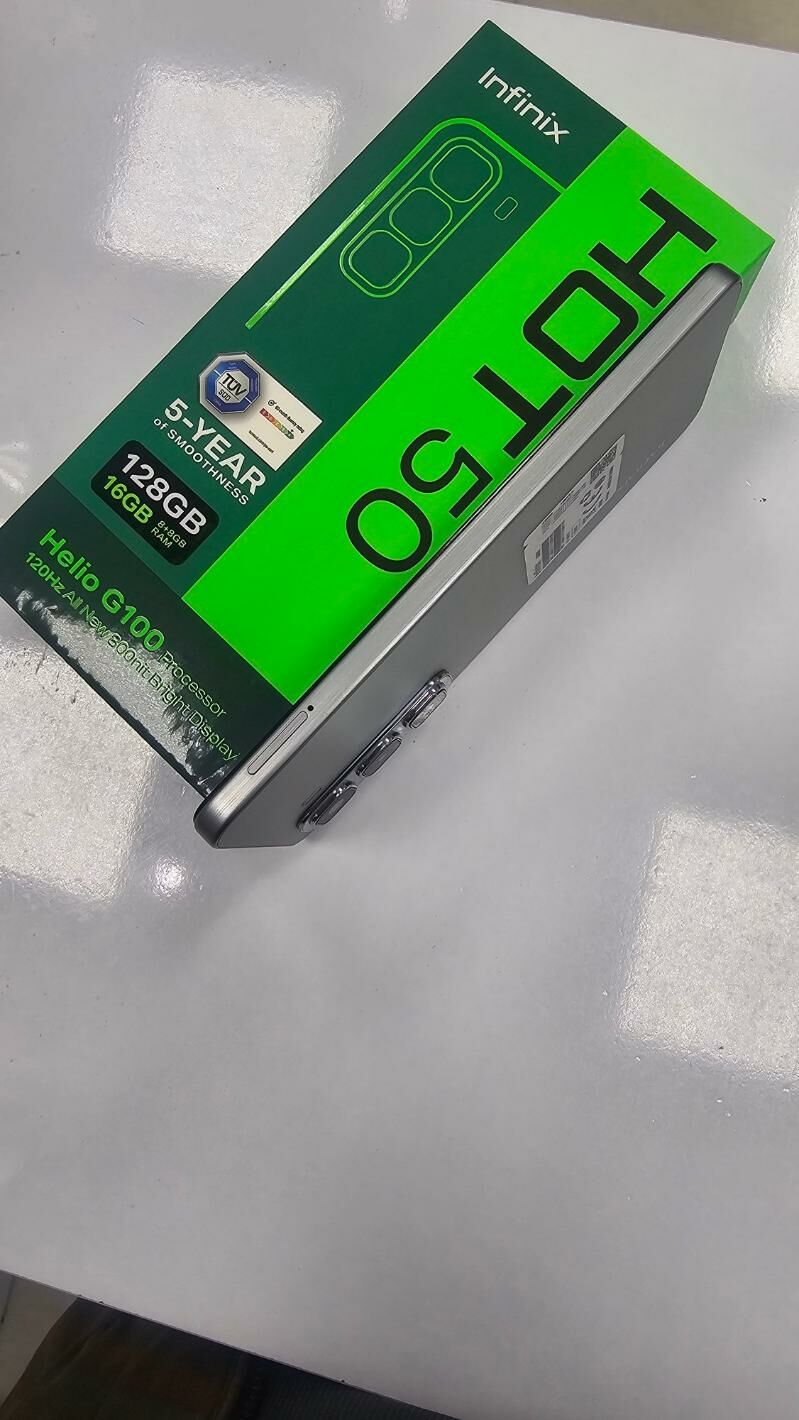 Infinix
HOT 50
TÜV
SÜD
5-YEAR
of SMOOTHNESS
128GB
16GB 8+8GB
RAM
Helio G100 Processor
120Hz All New 800nit Bright Display